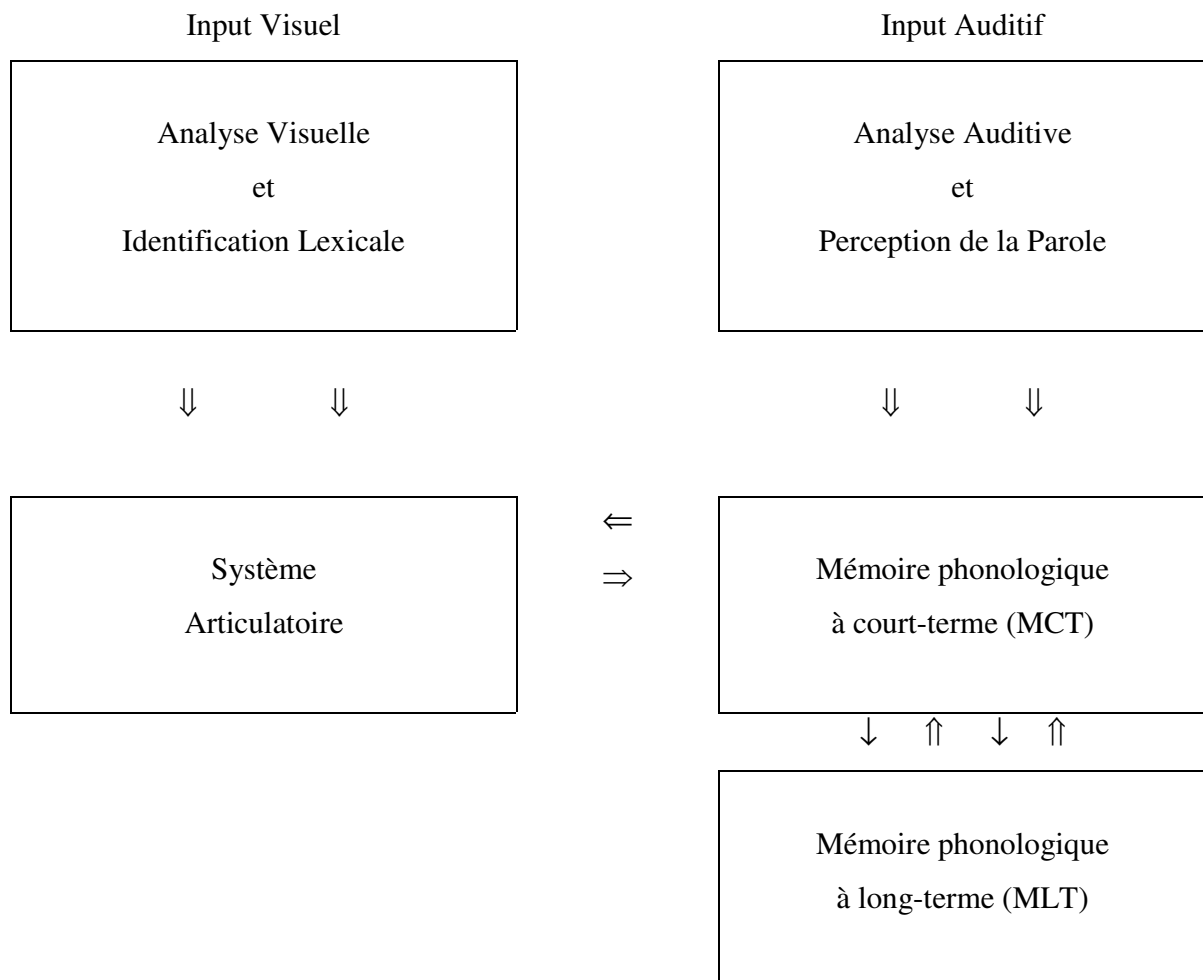 Input Visuel
Input Auditif
Analyse Visuelle
et
Identification Lexicale
Analyse Auditive
et
Perception de la Parole
⇓ ⇓
⇓ ⇓
Système
Articulatoire
⇐
⇒
Mémoire phonologique
à court-terme (MCT)
↓ ⇑ ↓ ⇑
Mémoire phonologique
à long-terme (MLT)